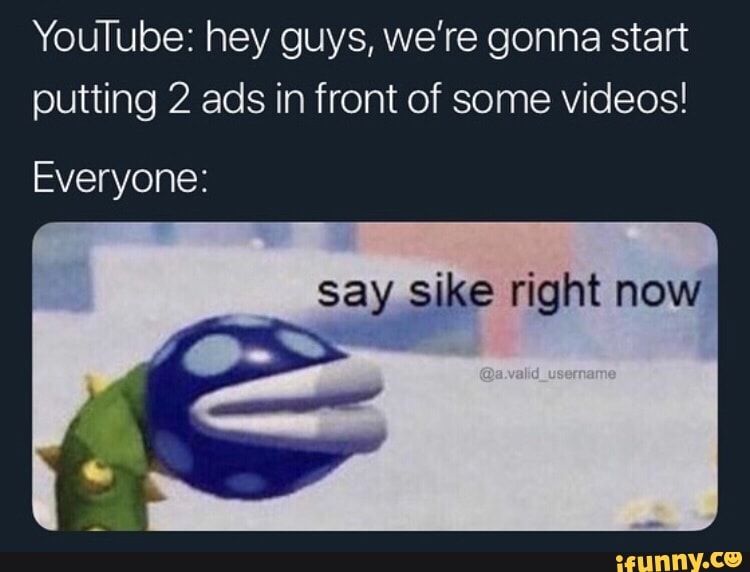 YouTube: hey guys, we're gonna start
putting 2 ads in front of some videos!
Everyone:
say sike right now
@a.valid_username
ifunny.co